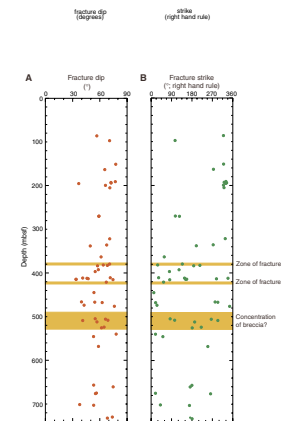 fracture dip
(degrees)
strike
(right hand rule)
A
Fracture dip
(°)
B
Fracture strike
(°; right hand rule)
0 30 60 90
0 90 180 270 360
0
100
200
300
400
500
600
700
Depth (mbsf)
Zone of fracture
Zone of fracture
Concentration
of breccia?